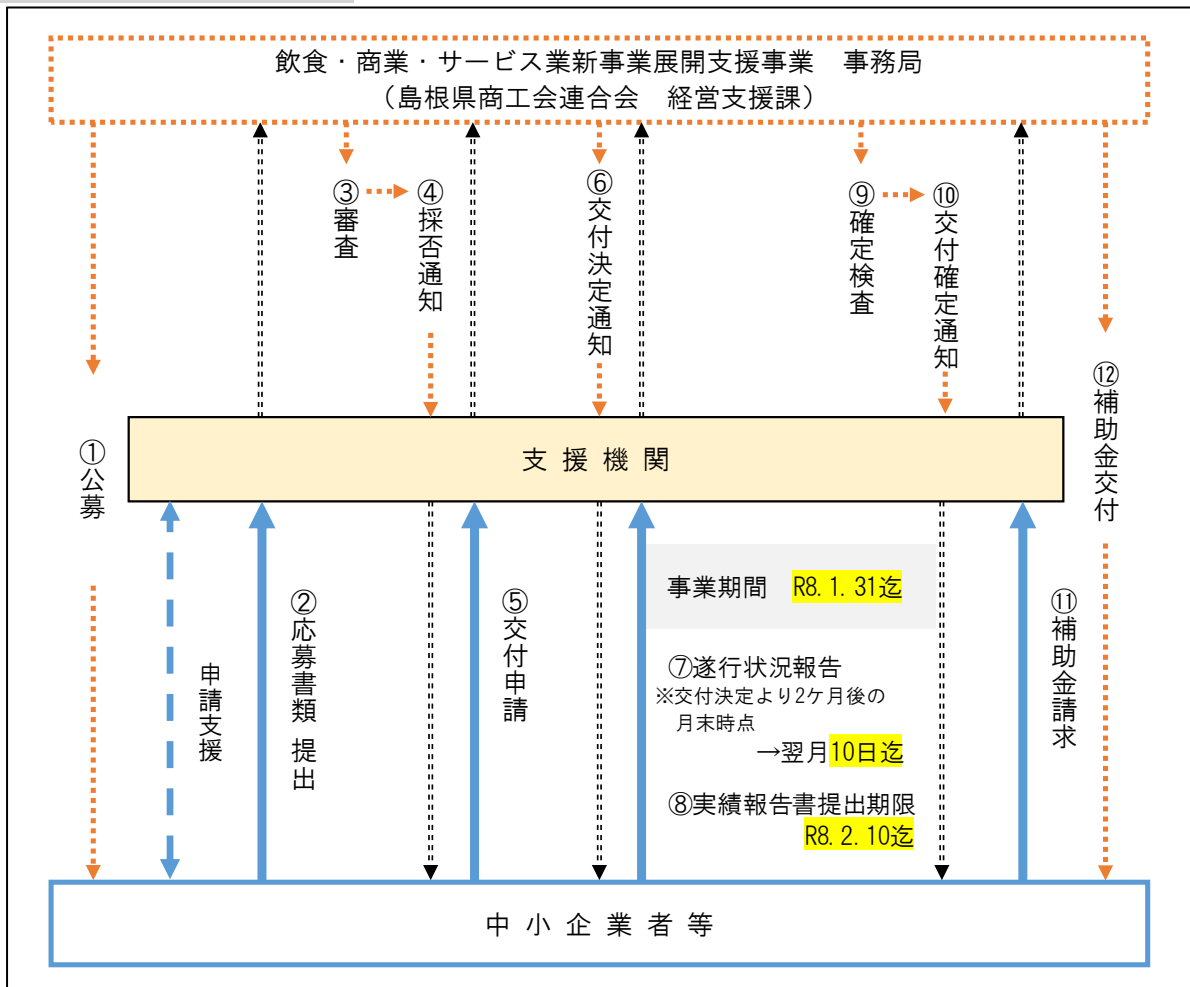 飲食・商業・サービス業新事業展開支援事業　事務局
（島根県商工会連合会　経営支援課）
①公募
②応募書類 提出
申請支援
③審査
④採否通知
⑤交付申請
⑥交付決定通知
支 援 機 関
事業期間　R8.1.31迄
⑦遂行状況報告
※交付決定より2ケ月後の
月末時点
→翌月10日迄
⑧実績報告書提出期限
R8.2.10迄
⑨確定検査
⑩交付確定通知
⑪補助金請求
⑫補助金交付
中 小 企 業 者 等